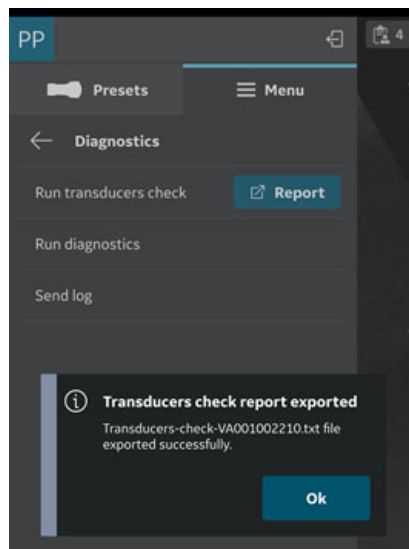 PP
4
Presets
Menu
Diagnostics
Run transducers check
Report
Run diagnostics
Send log
Transducers check report exported
Transducers-check-VA001002210.txt file
exported successfully.
Ok